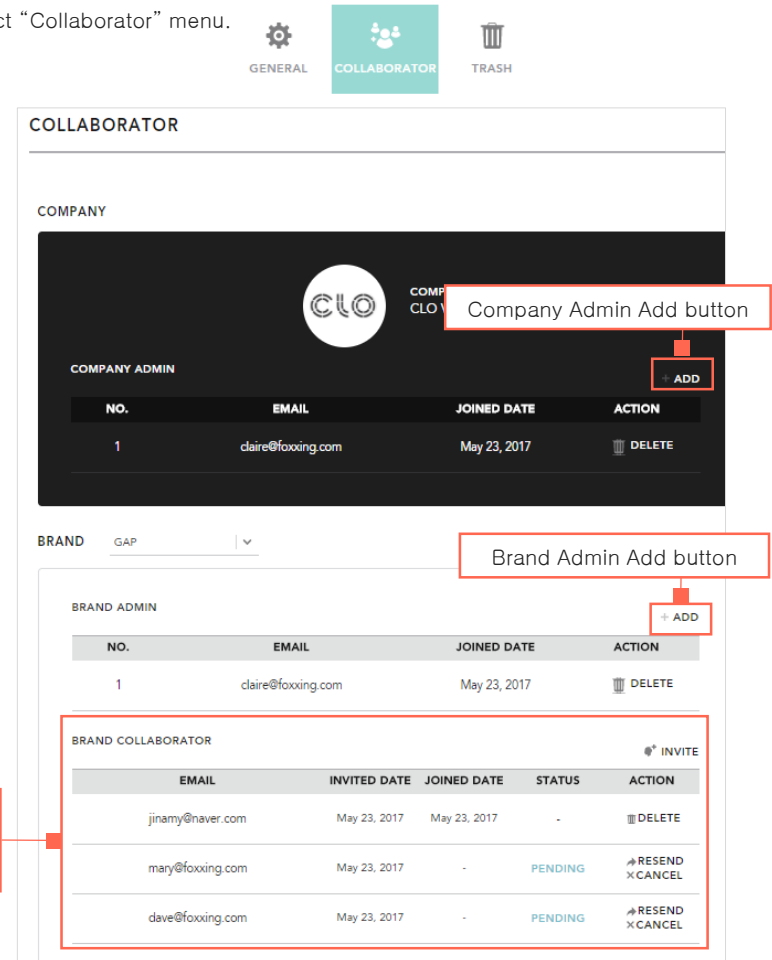 “Collaborator” menu.
GENERAL COLLABORATOR TRASH
COLLABORATOR
COMPANY
CLO
CLO
Company Admin Add button
COMPANY ADMIN
+ ADD
NO. EMAIL JOINED DATE ACTION
1 claire@foxxing.com May 23, 2017 DELETE
BRAND GAP
Brand Admin Add button
BRAND ADMIN
+ ADD
NO. EMAIL JOINED DATE ACTION
1 claire@foxxing.com May 23, 2017 DELETE
BRAND COLLABORATOR
INVITE
EMAIL INVITED DATE JOINED DATE STATUS ACTION
jinamy@naver.com May 23, 2017 May 23, 2017 - DELETE
mary@foxxing.com May 23, 2017 - PENDING RESEND
×CANCEL
dave@foxxing.com May 23, 2017 - PENDING RESEND
×CANCEL